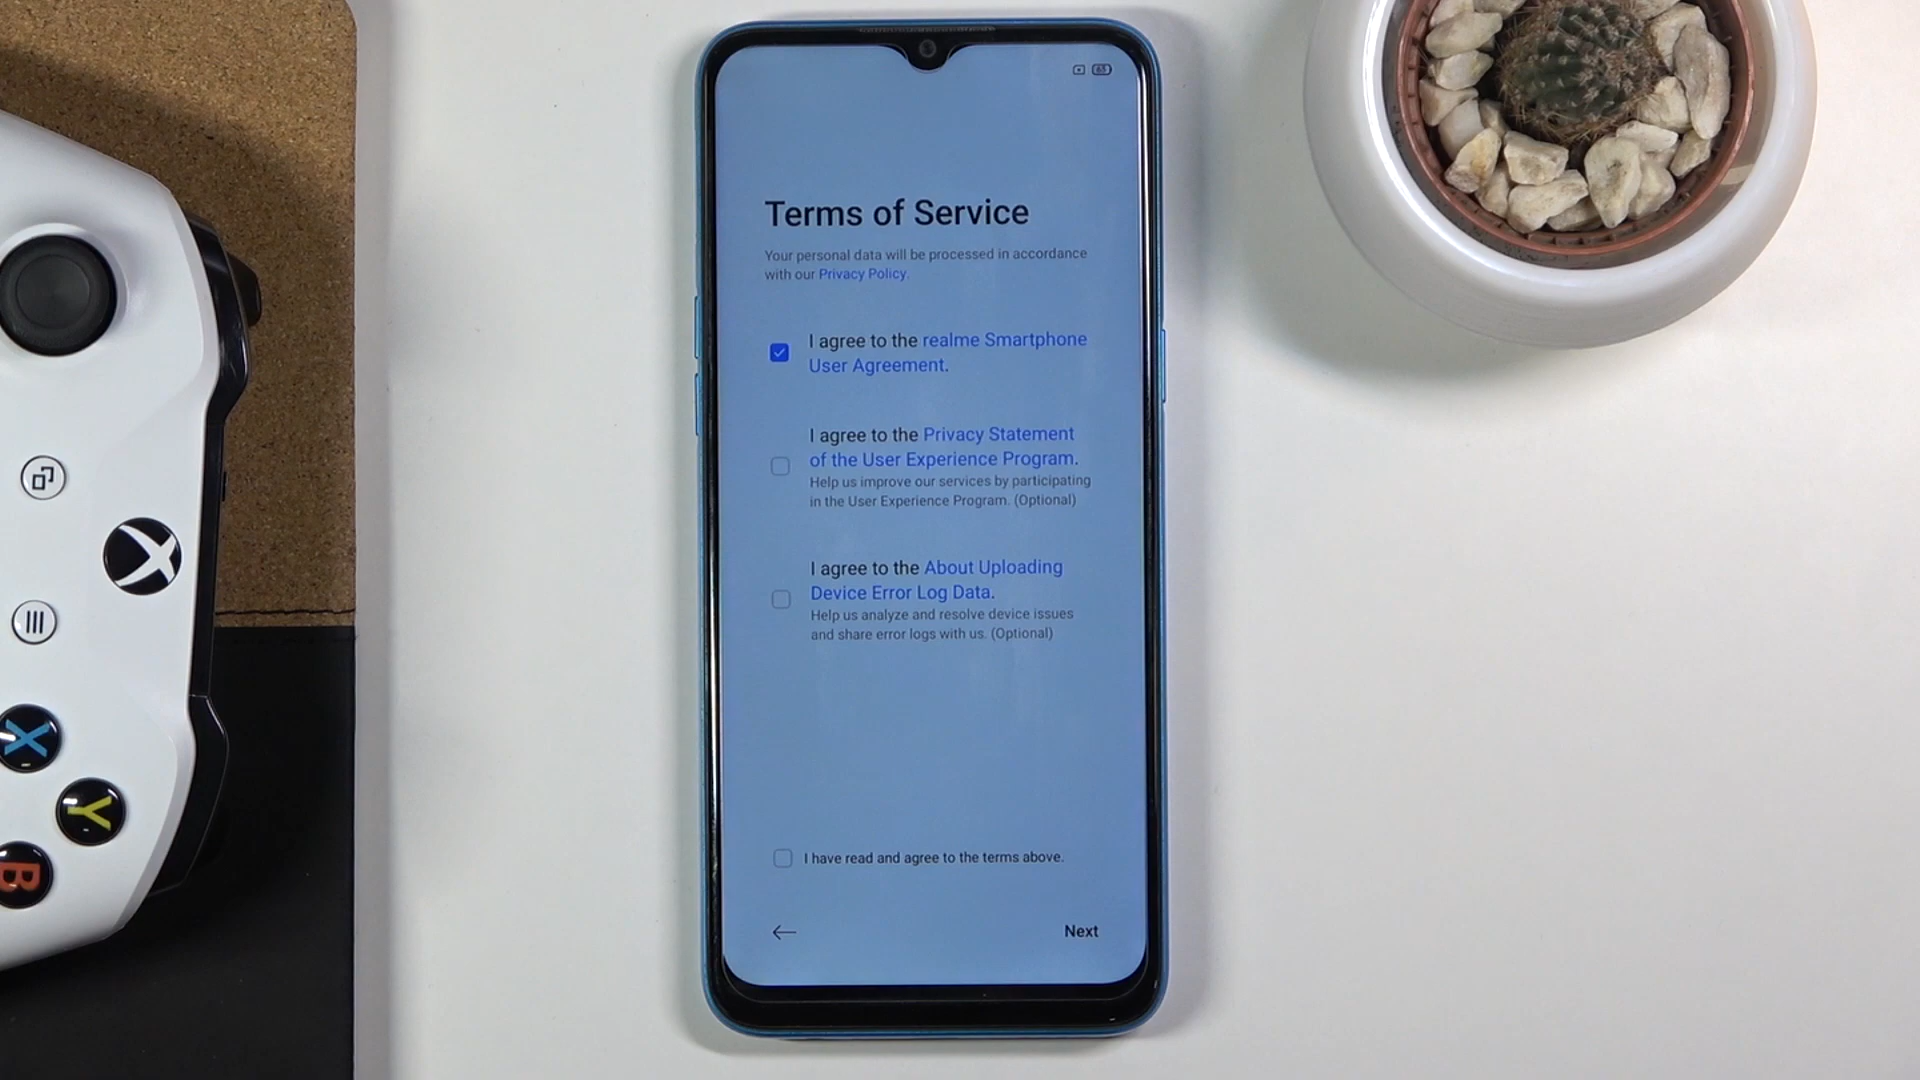 63
Terms of Service
Your personal data will be processed in accordance
with our Privacy Policy.
I agree to the realme Smartphone
User Agreement.
I agree to the Privacy Statement
of the User Experience Program.
Help us improve our services by participating
in the User Experience Program. (Optional)
I agree to the About Uploading
Device Error Log Data.
Help us analyze and resolve device issues
and share error logs with us. (Optional)
I have read and agree to the terms above.
Next
X
Y
B